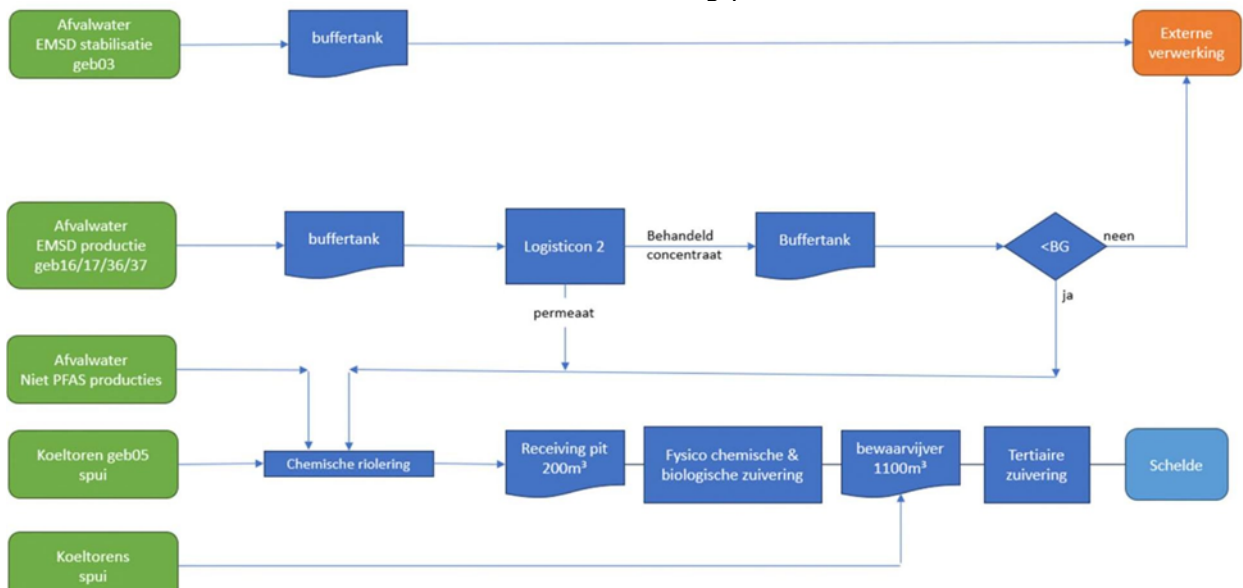 Afvalwater
EMSD stabilisatie
geb03
buffertank
Externe
verwerking
Afvalwater
EMSD productie
geb16/17/36/37
buffertank
Logisticon 2
Behandeld
concentraat
Buffertank
<BG
neen
ja
permeaat
Afvalwater
Niet PFAS producties
Koeltoren geb05
spui
Chemische riolering
Receiving pit
200m³
Fysico chemische &
biologische zuivering
bewaarvijver
1100m³
Tertiaire
zuivering
Schelde
Koeltorens
spui